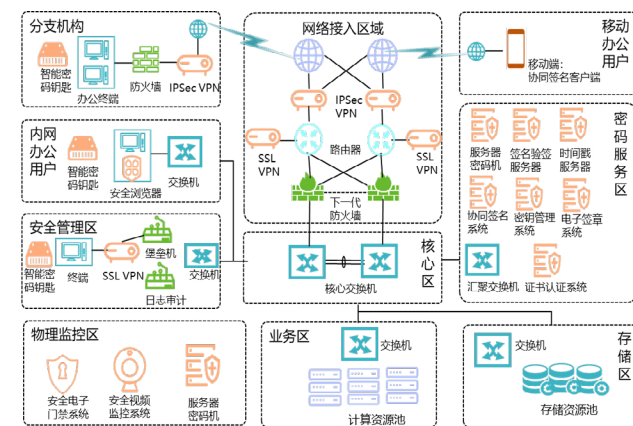 分支机构
智能密
码钥匙
办公终端
防火墙
IPSec VPN
网络接入区域
IPSec
VPN
路由器
SSL
VPN
SSL
VPN
下一代
防火墙
移动
办公
用户
移动端：
协同签名客户端
内网
办公
用户
智能密
码钥匙
安全浏览器
交换机
密码服务区
服务器
密码机
签名验签
服务器
时间戳
服务器
协同签名
系统
密钥管理
系统
电子签章
系统
汇聚交换机
证书认证系统
安全管理区
智能密
码钥匙
终端
SSL VPN
堡垒机
日志审计
交换机
核心交换机
核心区
物理监控区
安全电子
门禁系统
安全视频
监控系统
服务器
密码机
业务区
交换机
计算资源池
交换机
存储资源池
存储区